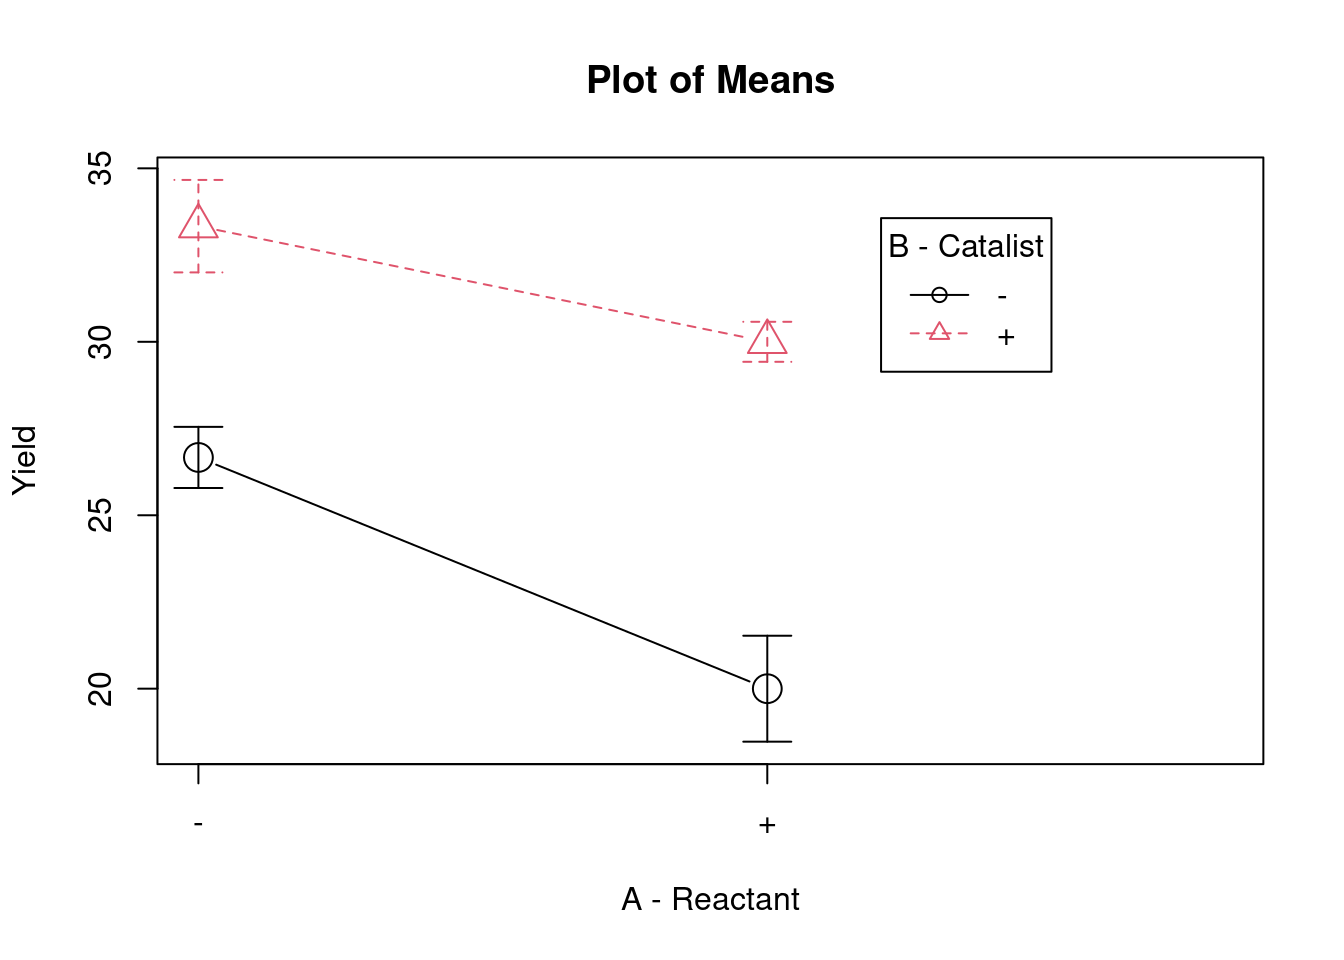 Plot of Means
35
30
25
20
Yield
B - Catalist
-
+
-
+
A - Reactant